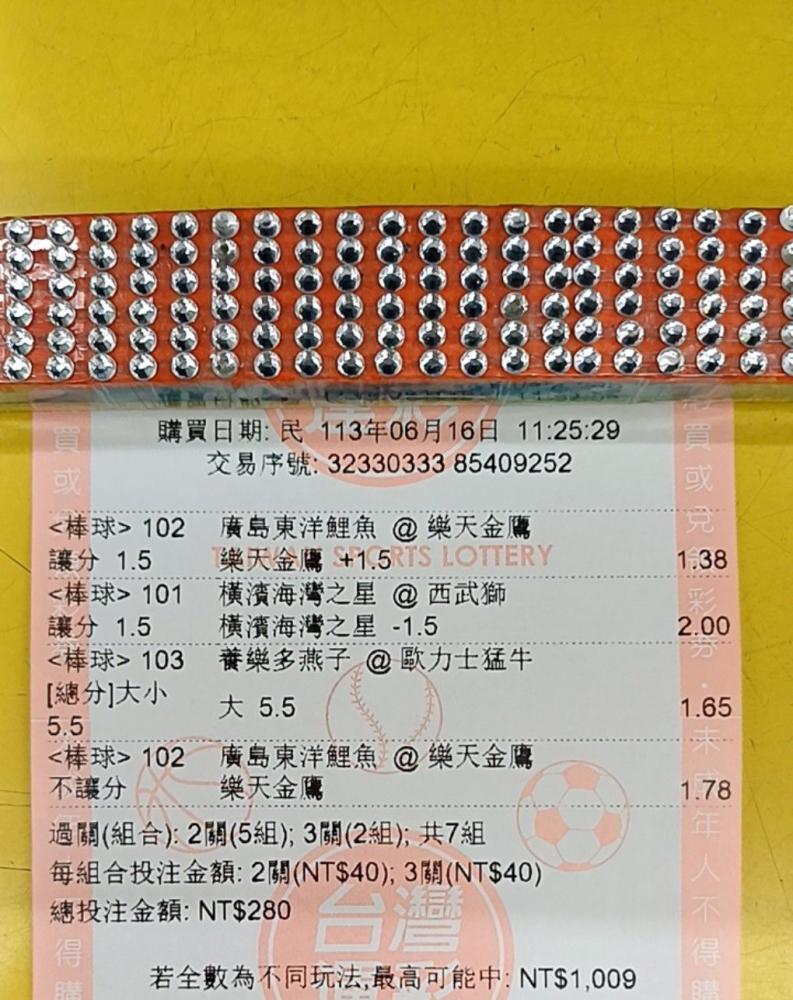 購買日期: 民 113年06月16日 11:25:29
交易序號: 32330333 85409252
<棒球> 102 廣島東洋鯉魚 @ 樂天金鷹
讓分 1.5 樂天金鷹 +1.5 1.38
SPORTS LOTTERY
<棒球> 101 橫濱海灣之星 @ 西武獅
讓分 1.5 橫濱海灣之星 -1.5 2.00
<棒球> 103 養樂多燕子 @ 歐力士猛牛
[總分]大小
5.5 大 5.5 1.65
<棒球> 102 廣島東洋鯉魚 @ 樂天金鷹
不讓分 樂天金鷹 1.78
過關(組合): 2關(5組); 3關(2組); 共7組
每組合投注金額: 2關(NT$40); 3關(NT$40)
總投注金額: NT$280
台灣
若全數為不同玩法,最高可能中: NT$1,009